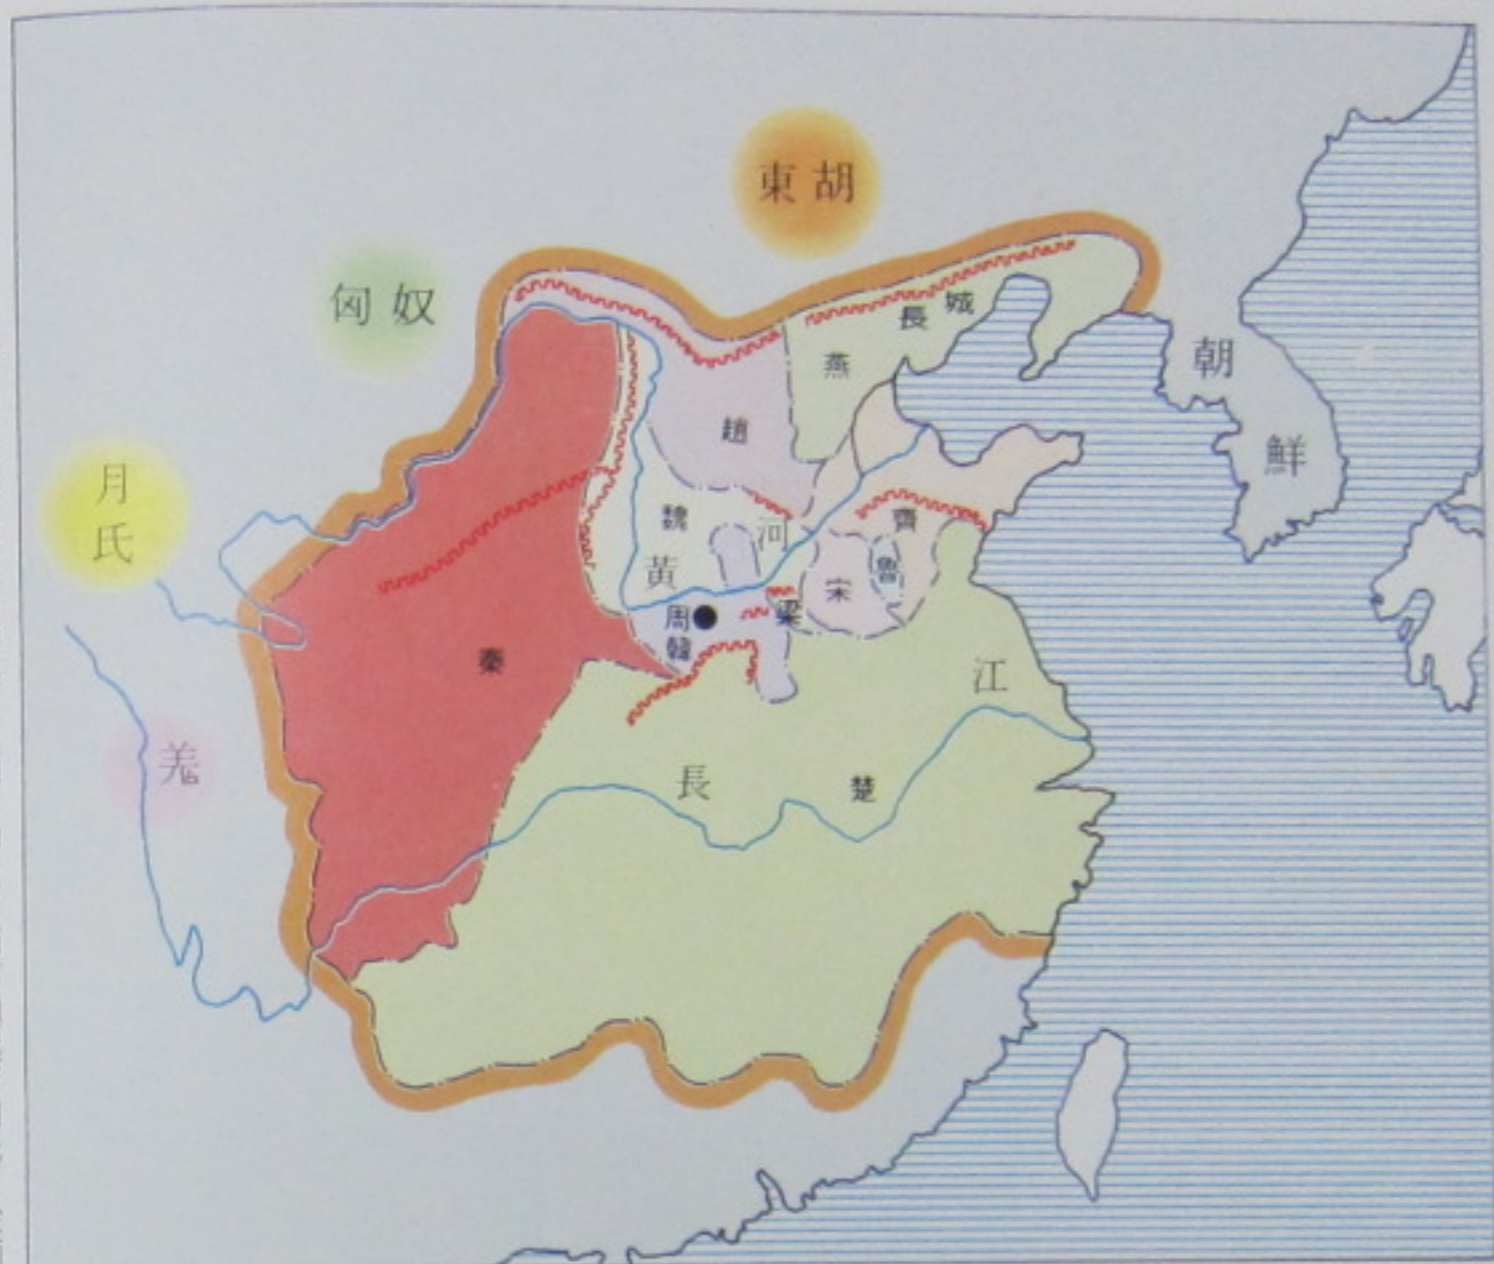 東胡
匈奴
長城
燕
朝鮮
趙
月氏
魏
黃河
齊
魯
宋
周
梁
韓
秦
羌
長江
楚